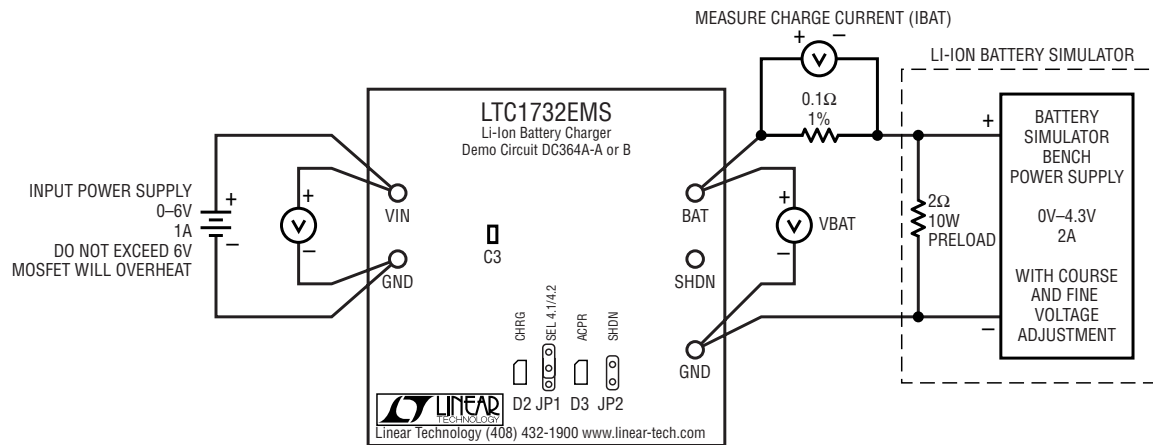 MEASURE CHARGE CURRENT (IBAT)
+ –
V
0.1Ω
1%
LI-ION BATTERY SIMULATOR
LTC1732EMS
Li-Ion Battery Charger
Demo Circuit DC364A-A or B
INPUT POWER SUPPLY
0–6V
1A
DO NOT EXCEED 6V
MOSFET WILL OVERHEAT
+
–
+
V
–
VIN
GND
C3
BAT
SHDN
GND
+
V
–
VBAT
2Ω
10W
PRELOAD
+
–
BATTERY
SIMULATOR
BENCH
POWER SUPPLY
0V–4.3V
2A
WITH COURSE
AND FINE
VOLTAGE
ADJUSTMENT
CHRG
SEL 4.1/4.2
ACPR
SHDN
D2 JP1 D3 JP2
LINEAR
TECHNOLOGY
Linear Technology (408) 432-1900 www.linear-tech.com